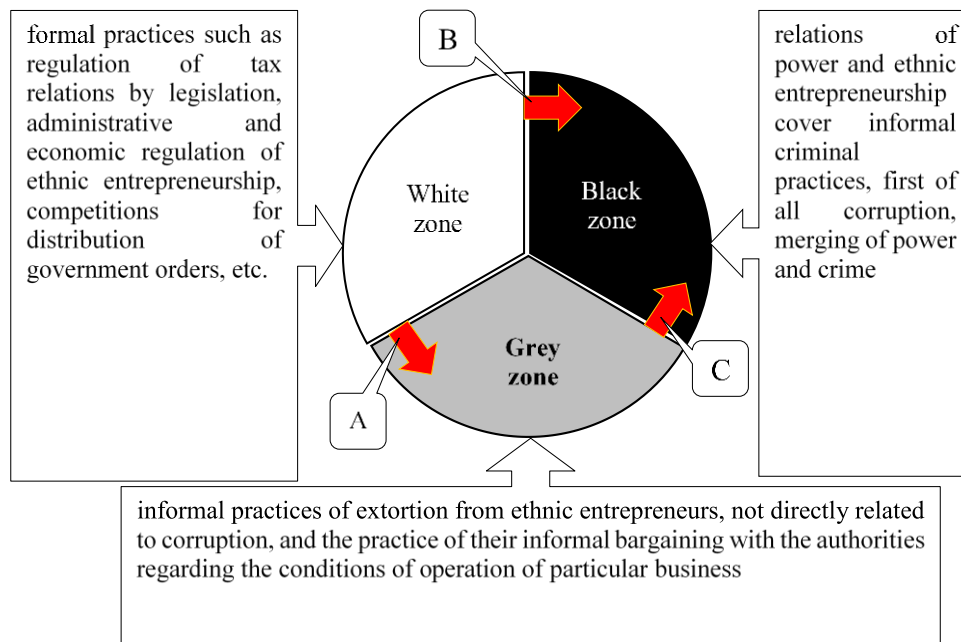 formal practices such as
regulation of tax
relations by legislation,
administrative and
economic regulation of
ethnic entrepreneurship,
competitions for
distribution of
government orders, etc.
B
relations of
power and ethnic
entrepreneurship
cover informal
criminal
practices, first of
all corruption,
merging of power
and crime
White
zone
Black
zone
Grey
zone
A
C
informal practices of extortion from ethnic entrepreneurs, not directly related
to corruption, and the practice of their informal bargaining with the authorities
regarding the conditions of operation of particular business